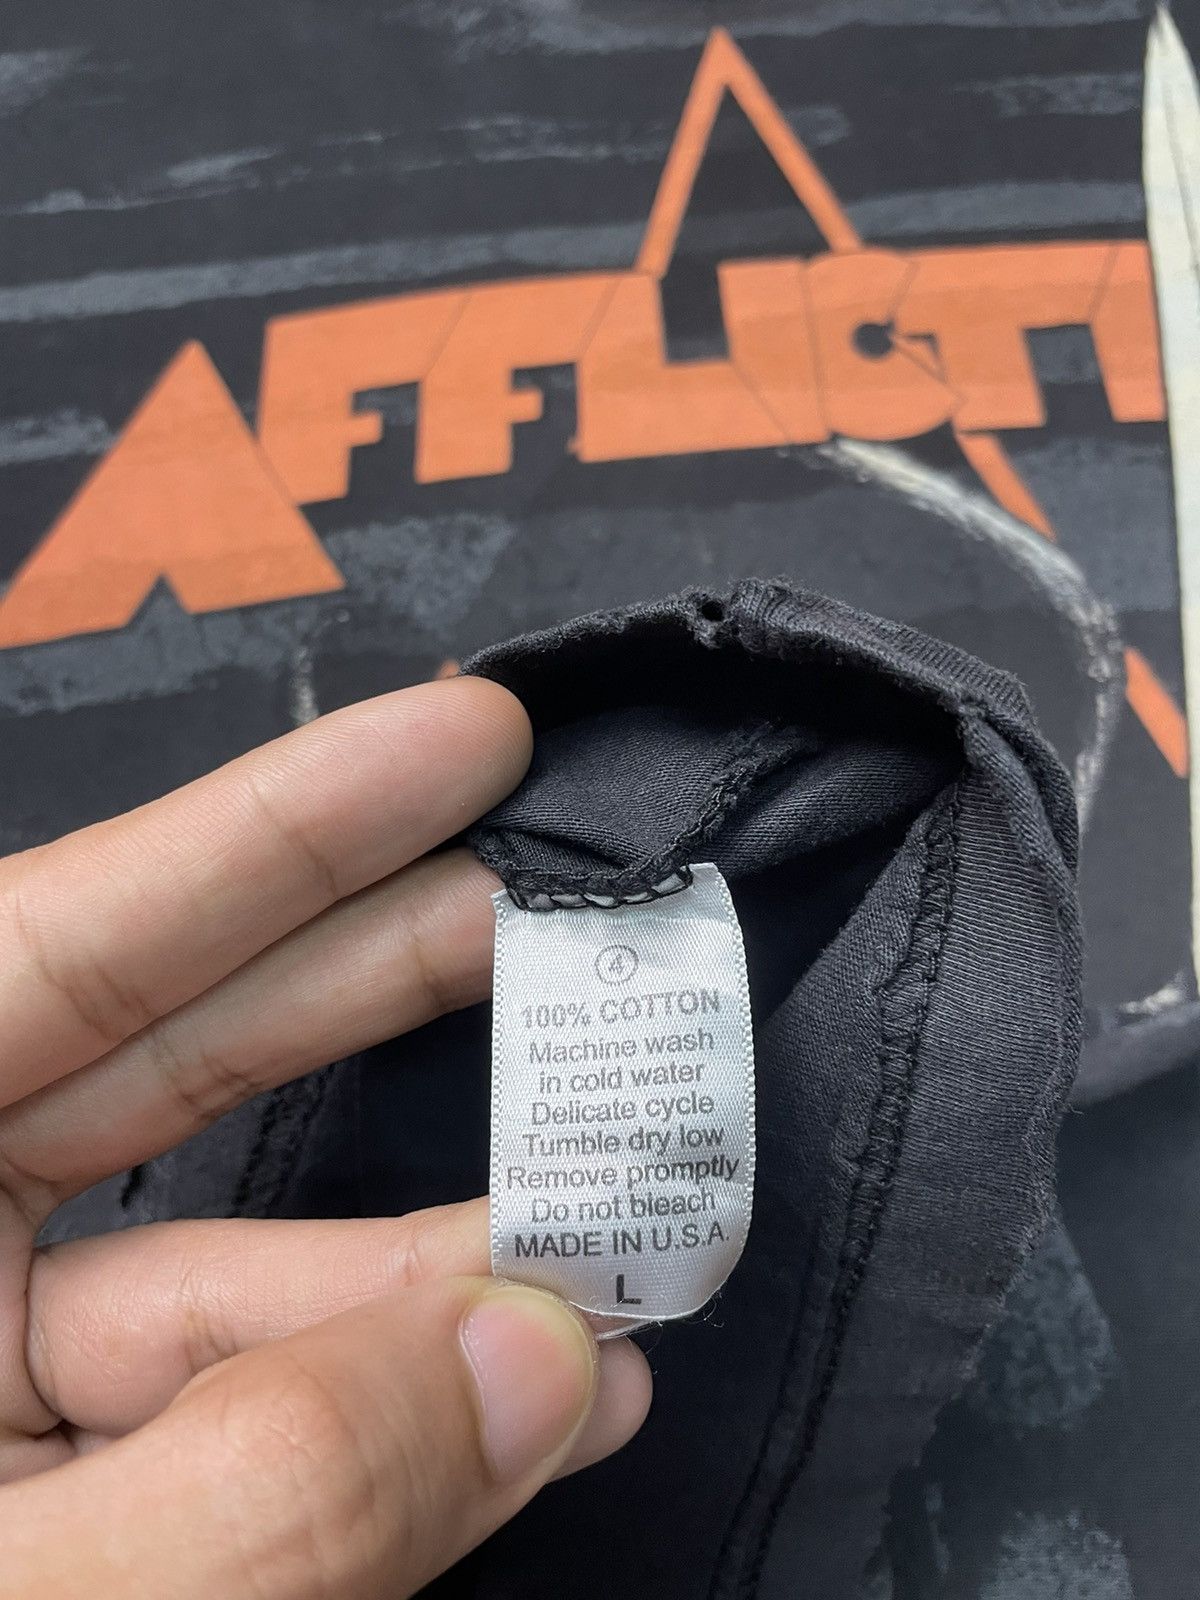 AFFLICTI
4
100% COTTON
Machine wash
in cold water
Delicate cycle
Tumble dry low
Remove promptly
Do not bleach
MADE IN U.S.A.
L